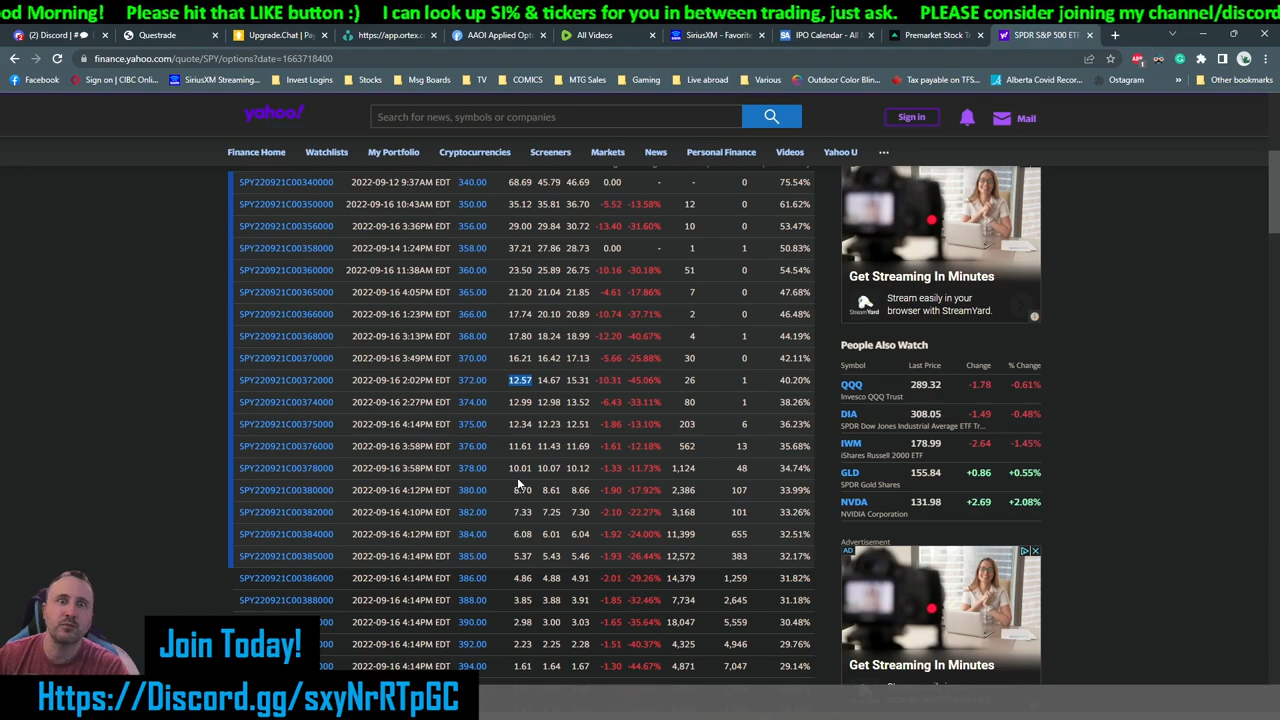 ood Morning! Please hit that LIKE button :) I can look up SI% & tickers for you in between trading, just ask. PLEASE consider joining my channel/discord
(2) Discord | # Questrade Upgrade.Chat | Pay https://app.ortex.c AAOI Applied Opt All Videos SiriusXM - Favorite IPO Calendar - All Premarket Stock T SPDR S&P 500 ETF
finance.yahoo.com/quote/SPY/options?date=1663718400
Facebook Sign on | CIBC Onlin... SiriusXM Streaming... Invest Logins Stocks Msg Boards TV COMICS MTG Sales Gaming Live abroad Various Outdoor Color Blin... Tax payable on TFS... Alberta Covid Recor... Ostagram Other bookmarks
yahoo! Search for news, symbols or companies Sign in Mail
Finance Home Watchlists My Portfolio Cryptocurrencies Screeners Markets News Personal Finance Videos Yahoo U ...
SPY220921C00340000 2022-09-12 9:37AM EDT 340.00 68.69 45.79 46.69 0.00 - - 0 75.54%
SPY220921C00350000 2022-09-16 10:43AM EDT 350.00 35.12 35.81 36.70 -5.52 -13.58% 12 0 61.62%
SPY220921C00356000 2022-09-16 3:36PM EDT 356.00 29.00 29.84 30.72 -13.40 -31.60% 10 0 53.47%
SPY220921C00358000 2022-09-14 1:24PM EDT 358.00 37.21 27.86 28.73 0.00 - 1 1 50.83%
SPY220921C00360000 2022-09-16 11:38AM EDT 360.00 23.50 25.89 26.75 -10.16 -30.18% 51 0 54.54%
SPY220921C00365000 2022-09-16 4:05PM EDT 365.00 21.20 21.04 21.85 -4.61 -17.86% 7 0 47.68%
SPY220921C00366000 2022-09-16 1:23PM EDT 366.00 17.74 20.10 20.89 -10.74 -37.71% 2 0 46.48%
SPY220921C00368000 2022-09-16 3:13PM EDT 368.00 17.80 18.24 18.99 -12.20 -40.67% 4 1 44.19%
SPY220921C00370000 2022-09-16 3:49PM EDT 370.00 16.21 16.42 17.13 -5.66 -25.88% 30 0 42.11%
SPY220921C00372000 2022-09-16 2:02PM EDT 372.00 12.57 14.67 15.31 -10.31 -45.06% 26 1 40.20%
SPY220921C00374000 2022-09-16 2:27PM EDT 374.00 12.99 12.98 13.52 -6.43 -33.11% 80 1 38.26%
SPY220921C00375000 2022-09-16 4:14PM EDT 375.00 12.34 12.23 12.51 -1.86 -13.10% 203 6 36.23%
SPY220921C00376000 2022-09-16 3:58PM EDT 376.00 11.61 11.43 11.69 -1.61 -12.18% 562 13 35.68%
SPY220921C00378000 2022-09-16 3:58PM EDT 378.00 10.01 10.07 10.12 -1.33 -11.73% 1,124 48 34.74%
SPY220921C00380000 2022-09-16 4:12PM EDT 380.00 8.70 8.61 8.66 -1.90 -17.92% 2,386 107 33.99%
SPY220921C00382000 2022-09-16 4:10PM EDT 382.00 7.33 7.25 7.30 -2.10 -22.27% 3,168 101 33.26%
SPY220921C00384000 2022-09-16 4:12PM EDT 384.00 6.08 6.01 6.04 -1.92 -24.00% 11,399 655 32.51%
SPY220921C00385000 2022-09-16 4:14PM EDT 385.00 5.37 5.43 5.46 -1.93 -26.44% 12,572 383 32.17%
SPY220921C00386000 2022-09-16 4:14PM EDT 386.00 4.86 4.88 4.91 -2.01 -29.26% 14,379 1,259 31.82%
SPY220921C00388000 2022-09-16 4:14PM EDT 388.00 3.85 3.88 3.91 -1.85 -32.46% 7,734 2,645 31.18%
2022-09-16 4:14PM EDT 390.00 2.98 3.00 3.03 -1.65 -35.64% 18,047 5,559 30.48%
2022-09-16 4:14PM EDT 392.00 2.23 2.25 2.28 -1.51 -40.37% 4,325 4,946 29.76%
2022-09-16 4:14PM EDT 394.00 1.61 1.64 1.67 -1.30 -44.67% 4,871 7,047 29.14%
Get Streaming In Minutes
Stream easily in your
browser with StreamYard.
StreamYard
People Also Watch
Symbol Last Price Change % Change
QQQ 289.32 -1.78 -0.61%
Invesco QQQ Trust
DIA 308.05 -1.49 -0.48%
SPDR Dow Jones Industrial Average ETF Tr...
IWM 178.99 -2.64 -1.45%
iShares Russell 2000 ETF
GLD 155.84 +0.86 +0.55%
SPDR Gold Shares
NVDA 131.98 +2.69 +2.08%
NVIDIA Corporation
Advertisement
AD
Get Streaming In Minutes
Join Today!
Https://Discord.gg/sxyNrRTpGC